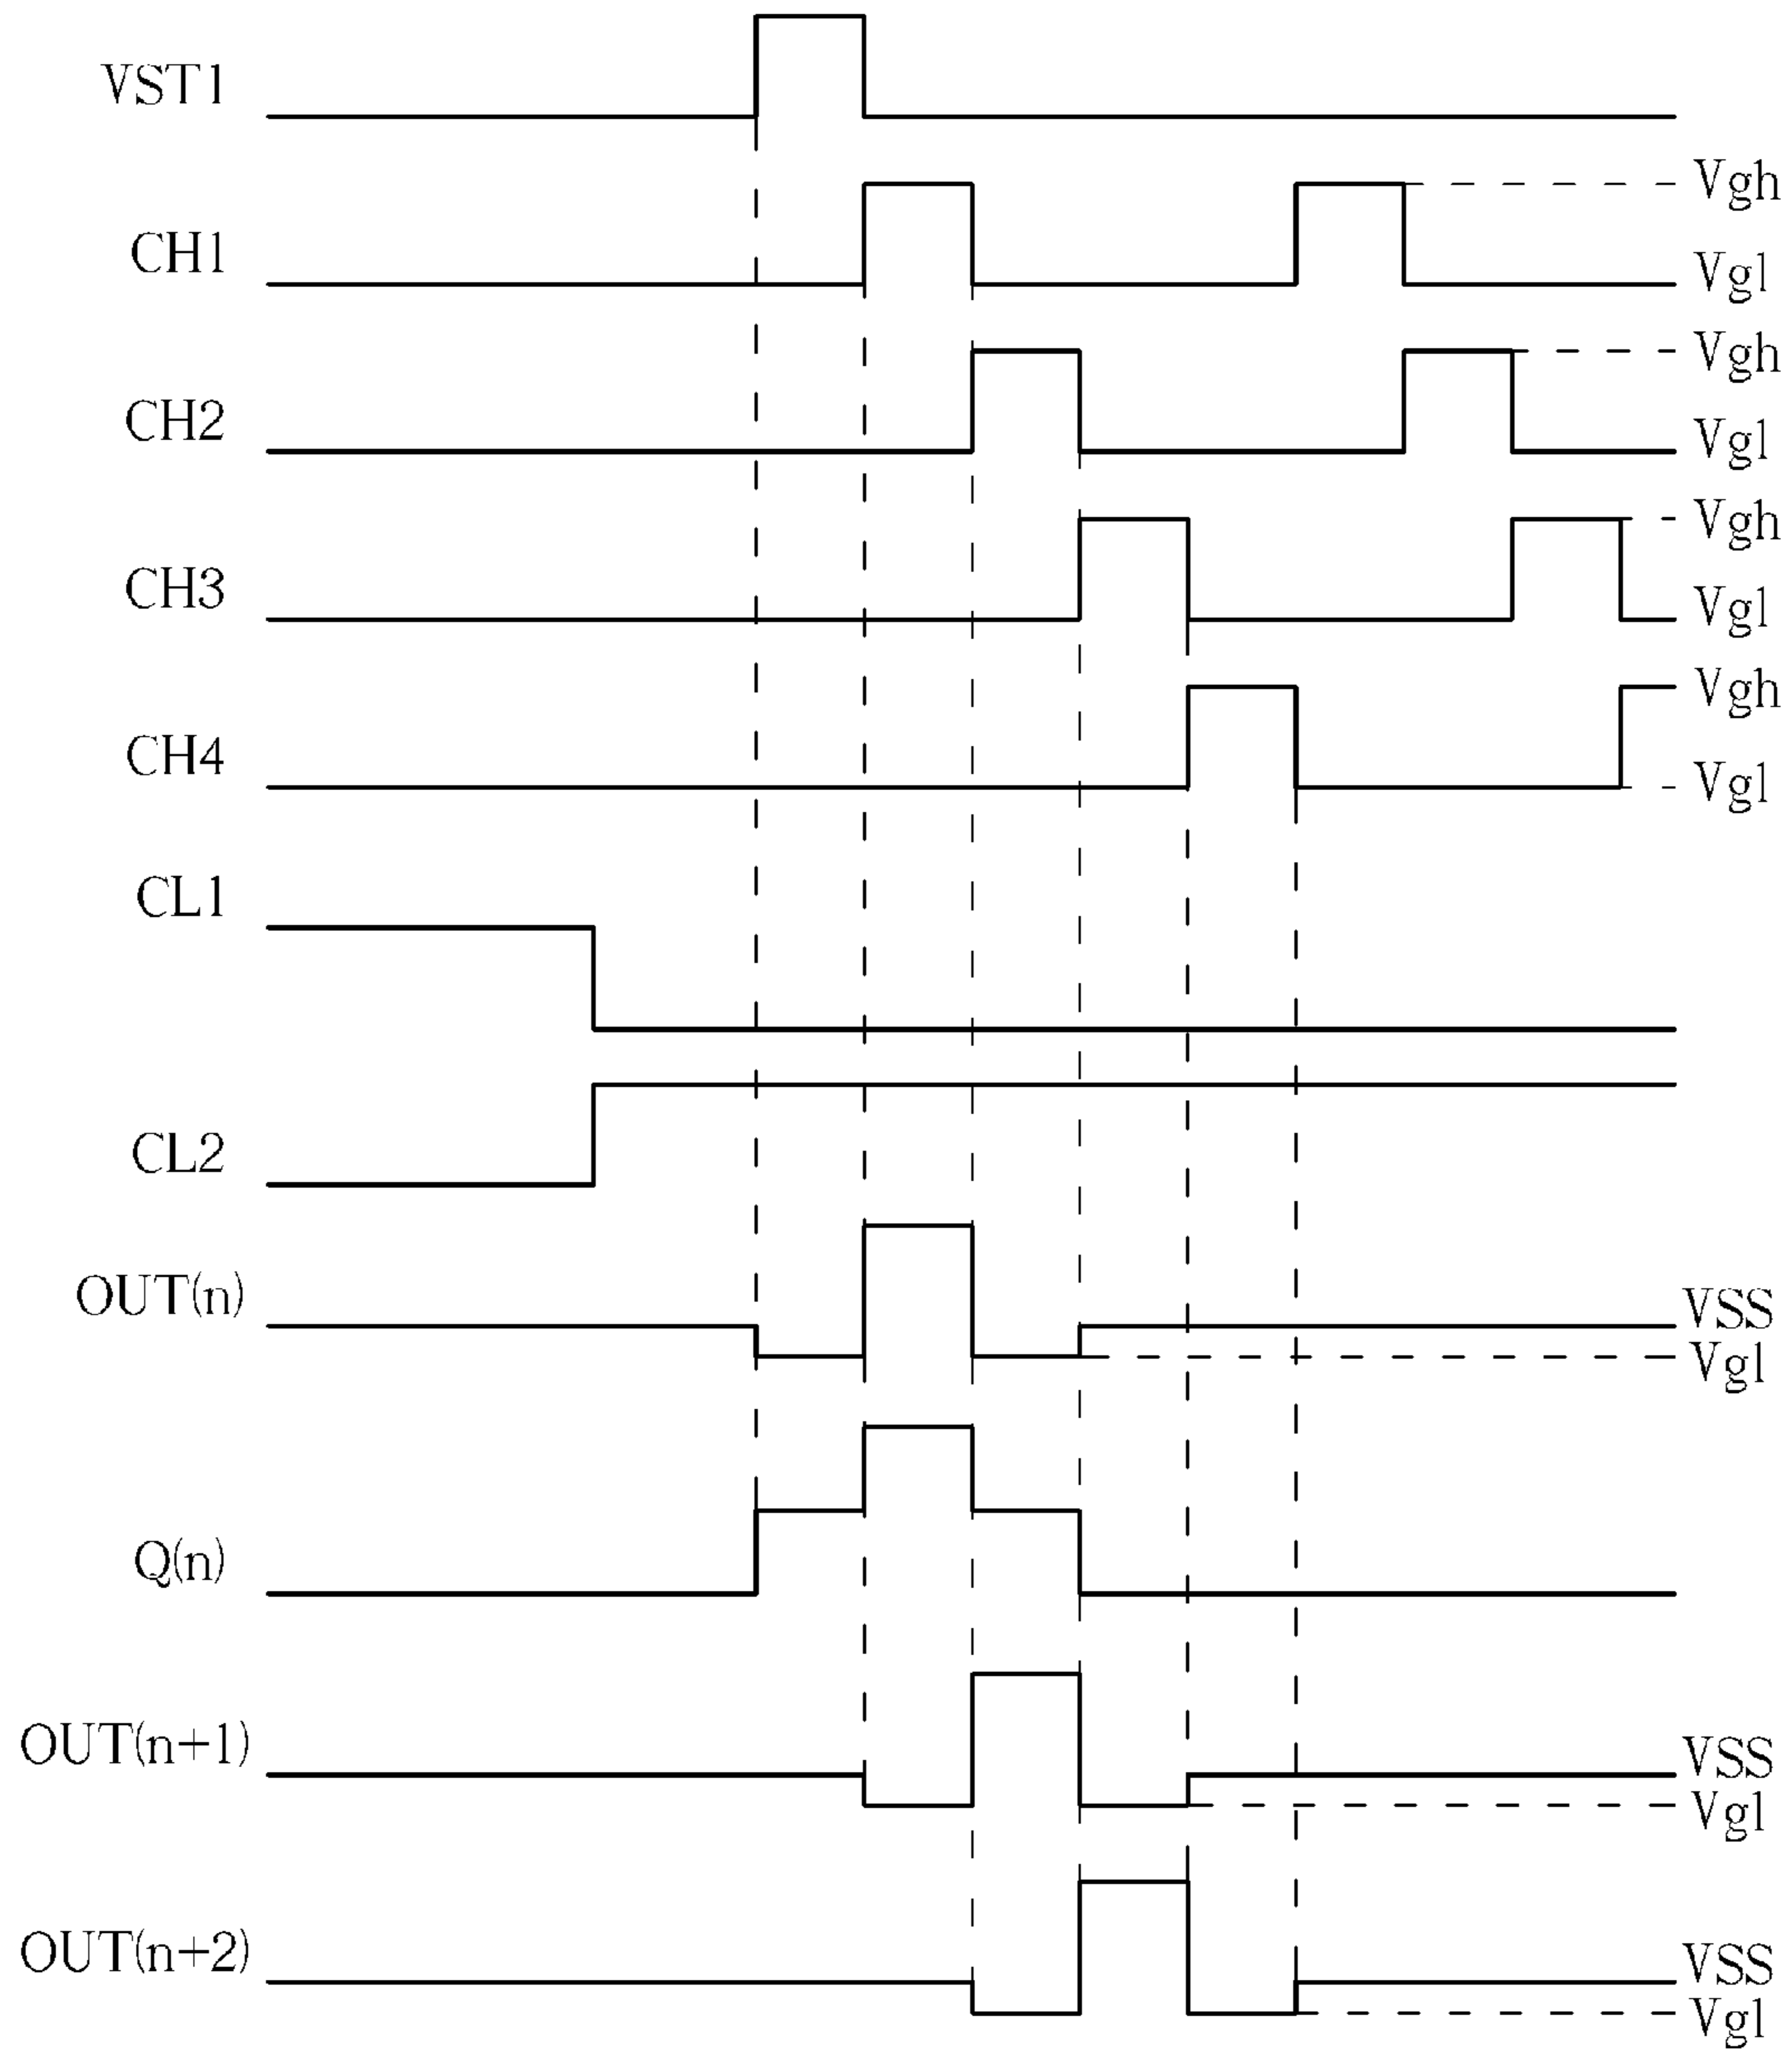 VST1
Vgh
CH1
Vgl
Vgh
CH2
Vgl
Vgh
CH3
Vgl
Vgh
CH4
Vgl
CL1
CL2
OUT(n)
VSS
Vgl
Q(n)
OUT(n+1)
VSS
Vgl
OUT(n+2)
VSS
Vgl